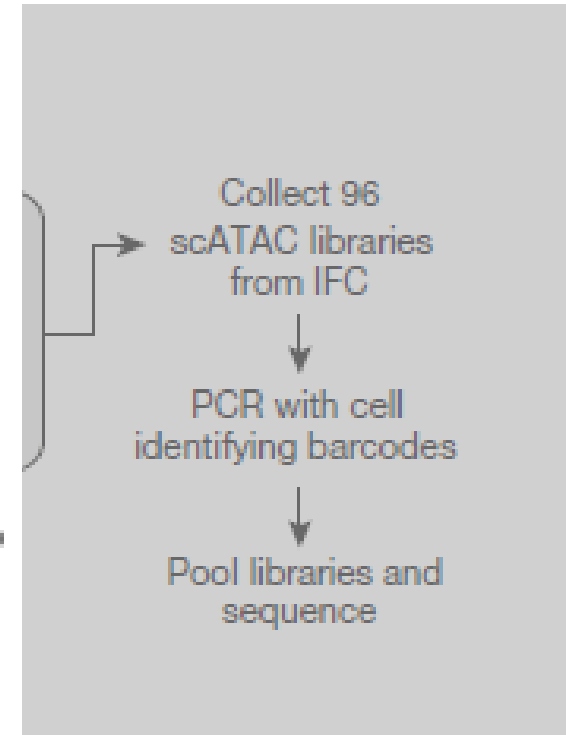 Collect 96
scATAC libraries
from IFC
PCR with cell
identifying barcodes
Pool libraries and
sequence